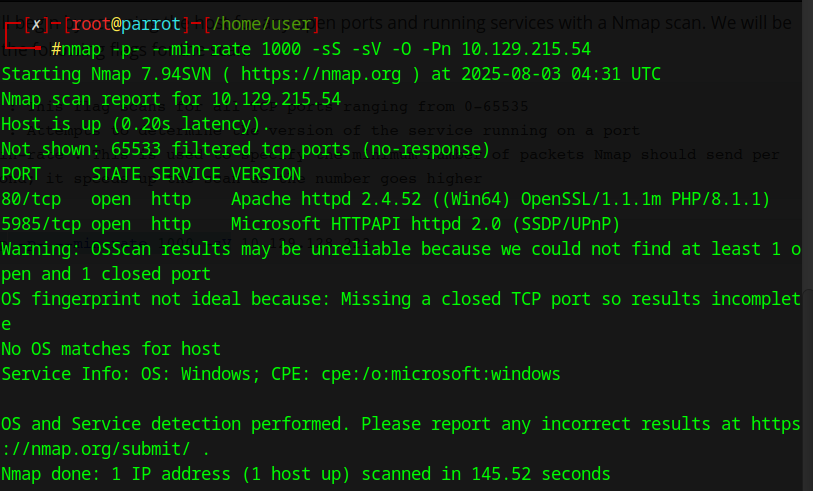 ┌─[✗]─[root@parrot]─[/home/user]
└──╼ #nmap -p- --min-rate 1000 -sS -sV -O -Pn 10.129.215.54
Starting Nmap 7.94SVN ( https://nmap.org ) at 2025-08-03 04:31 UTC
Nmap scan report for 10.129.215.54
Host is up (0.20s latency).
Not shown: 65533 filtered tcp ports (no-response)
PORT     STATE SERVICE VERSION
80/tcp   open  http    Apache httpd 2.4.52 ((Win64) OpenSSL/1.1.1m PHP/8.1.1)
5985/tcp open  http    Microsoft HTTPAPI httpd 2.0 (SSDP/UPnP)
Warning: OSScan results may be unreliable because we could not find at least 1 o
pen and 1 closed port
OS fingerprint not ideal because: Missing a closed TCP port so results incomplet
e
No OS matches for host
Service Info: OS: Windows; CPE: cpe:/o:microsoft:windows
OS and Service detection performed. Please report any incorrect results at https
://nmap.org/submit/ .
Nmap done: 1 IP address (1 host up) scanned in 145.52 seconds